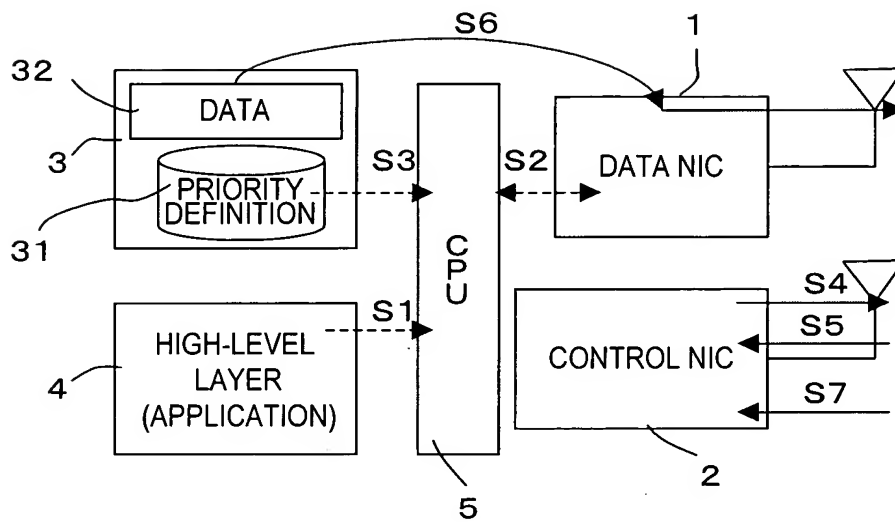 S6
1
32
DATA
3
S3
S2
DATA NIC
PRIORITY
DEFINITION
31
CPU
S1
S4
HIGH-LEVEL
LAYER
(APPLICATION)
S5
CONTROL NIC
4
S7
5
2